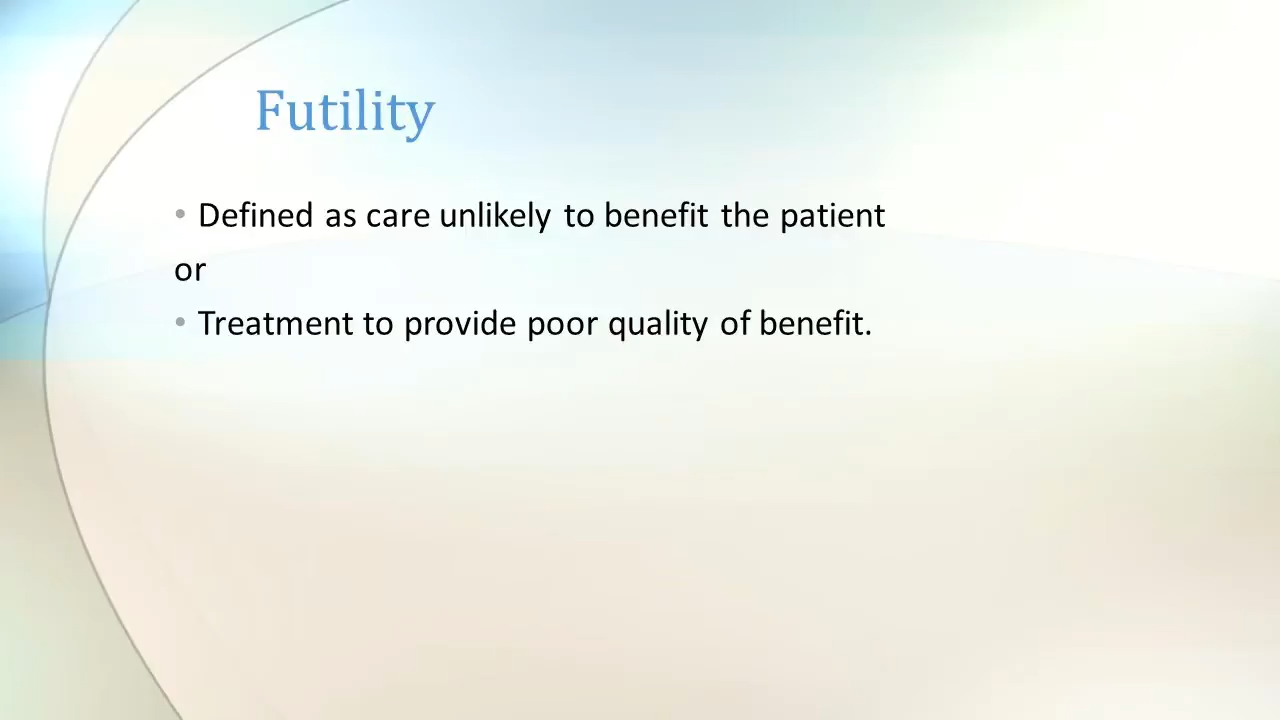 Futility
• Defined as care unlikely to benefit the patient
or
• Treatment to provide poor quality of benefit.